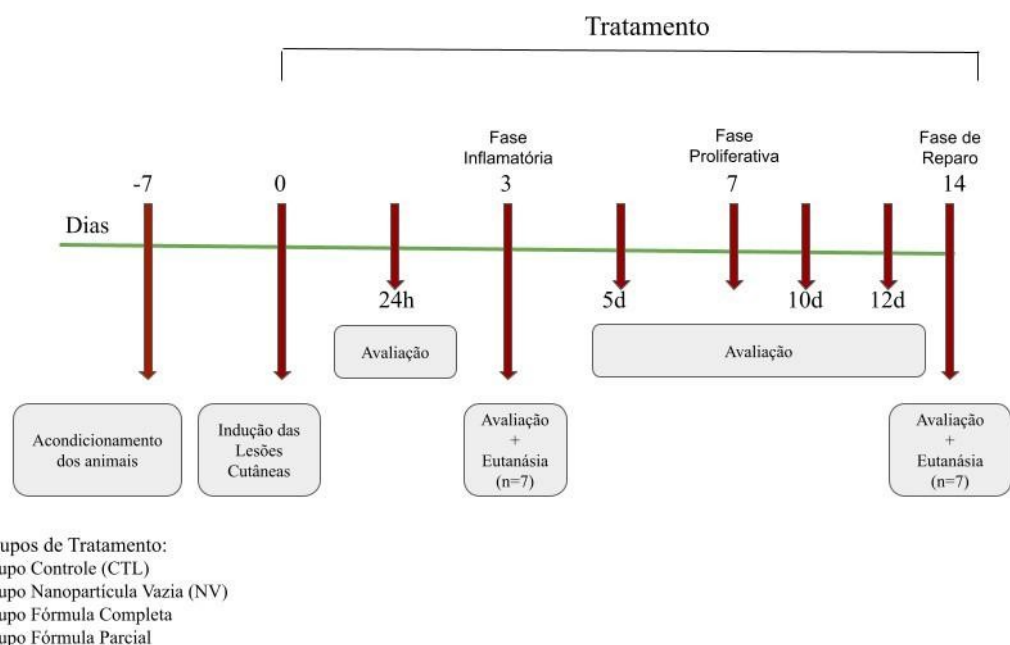 Tratamento
Fase
Inflamatória
Fase
Proliferativa
Fase de
Reparo
-7
0
3
7
14
Dias
24h
5d
10d
12d
Avaliação
Avaliação
Acondicionamento
dos animais
Indução das
Lesões
Cutâneas
Avaliação
+
Eutanásia
(n=7)
Avaliação
+
Eutanásia
(n=7)
upos de Tratamento:
upo Controle (CTL)
upo Nanopartícula Vazia (NV)
upo Fórmula Completa
upo Fórmula Parcial